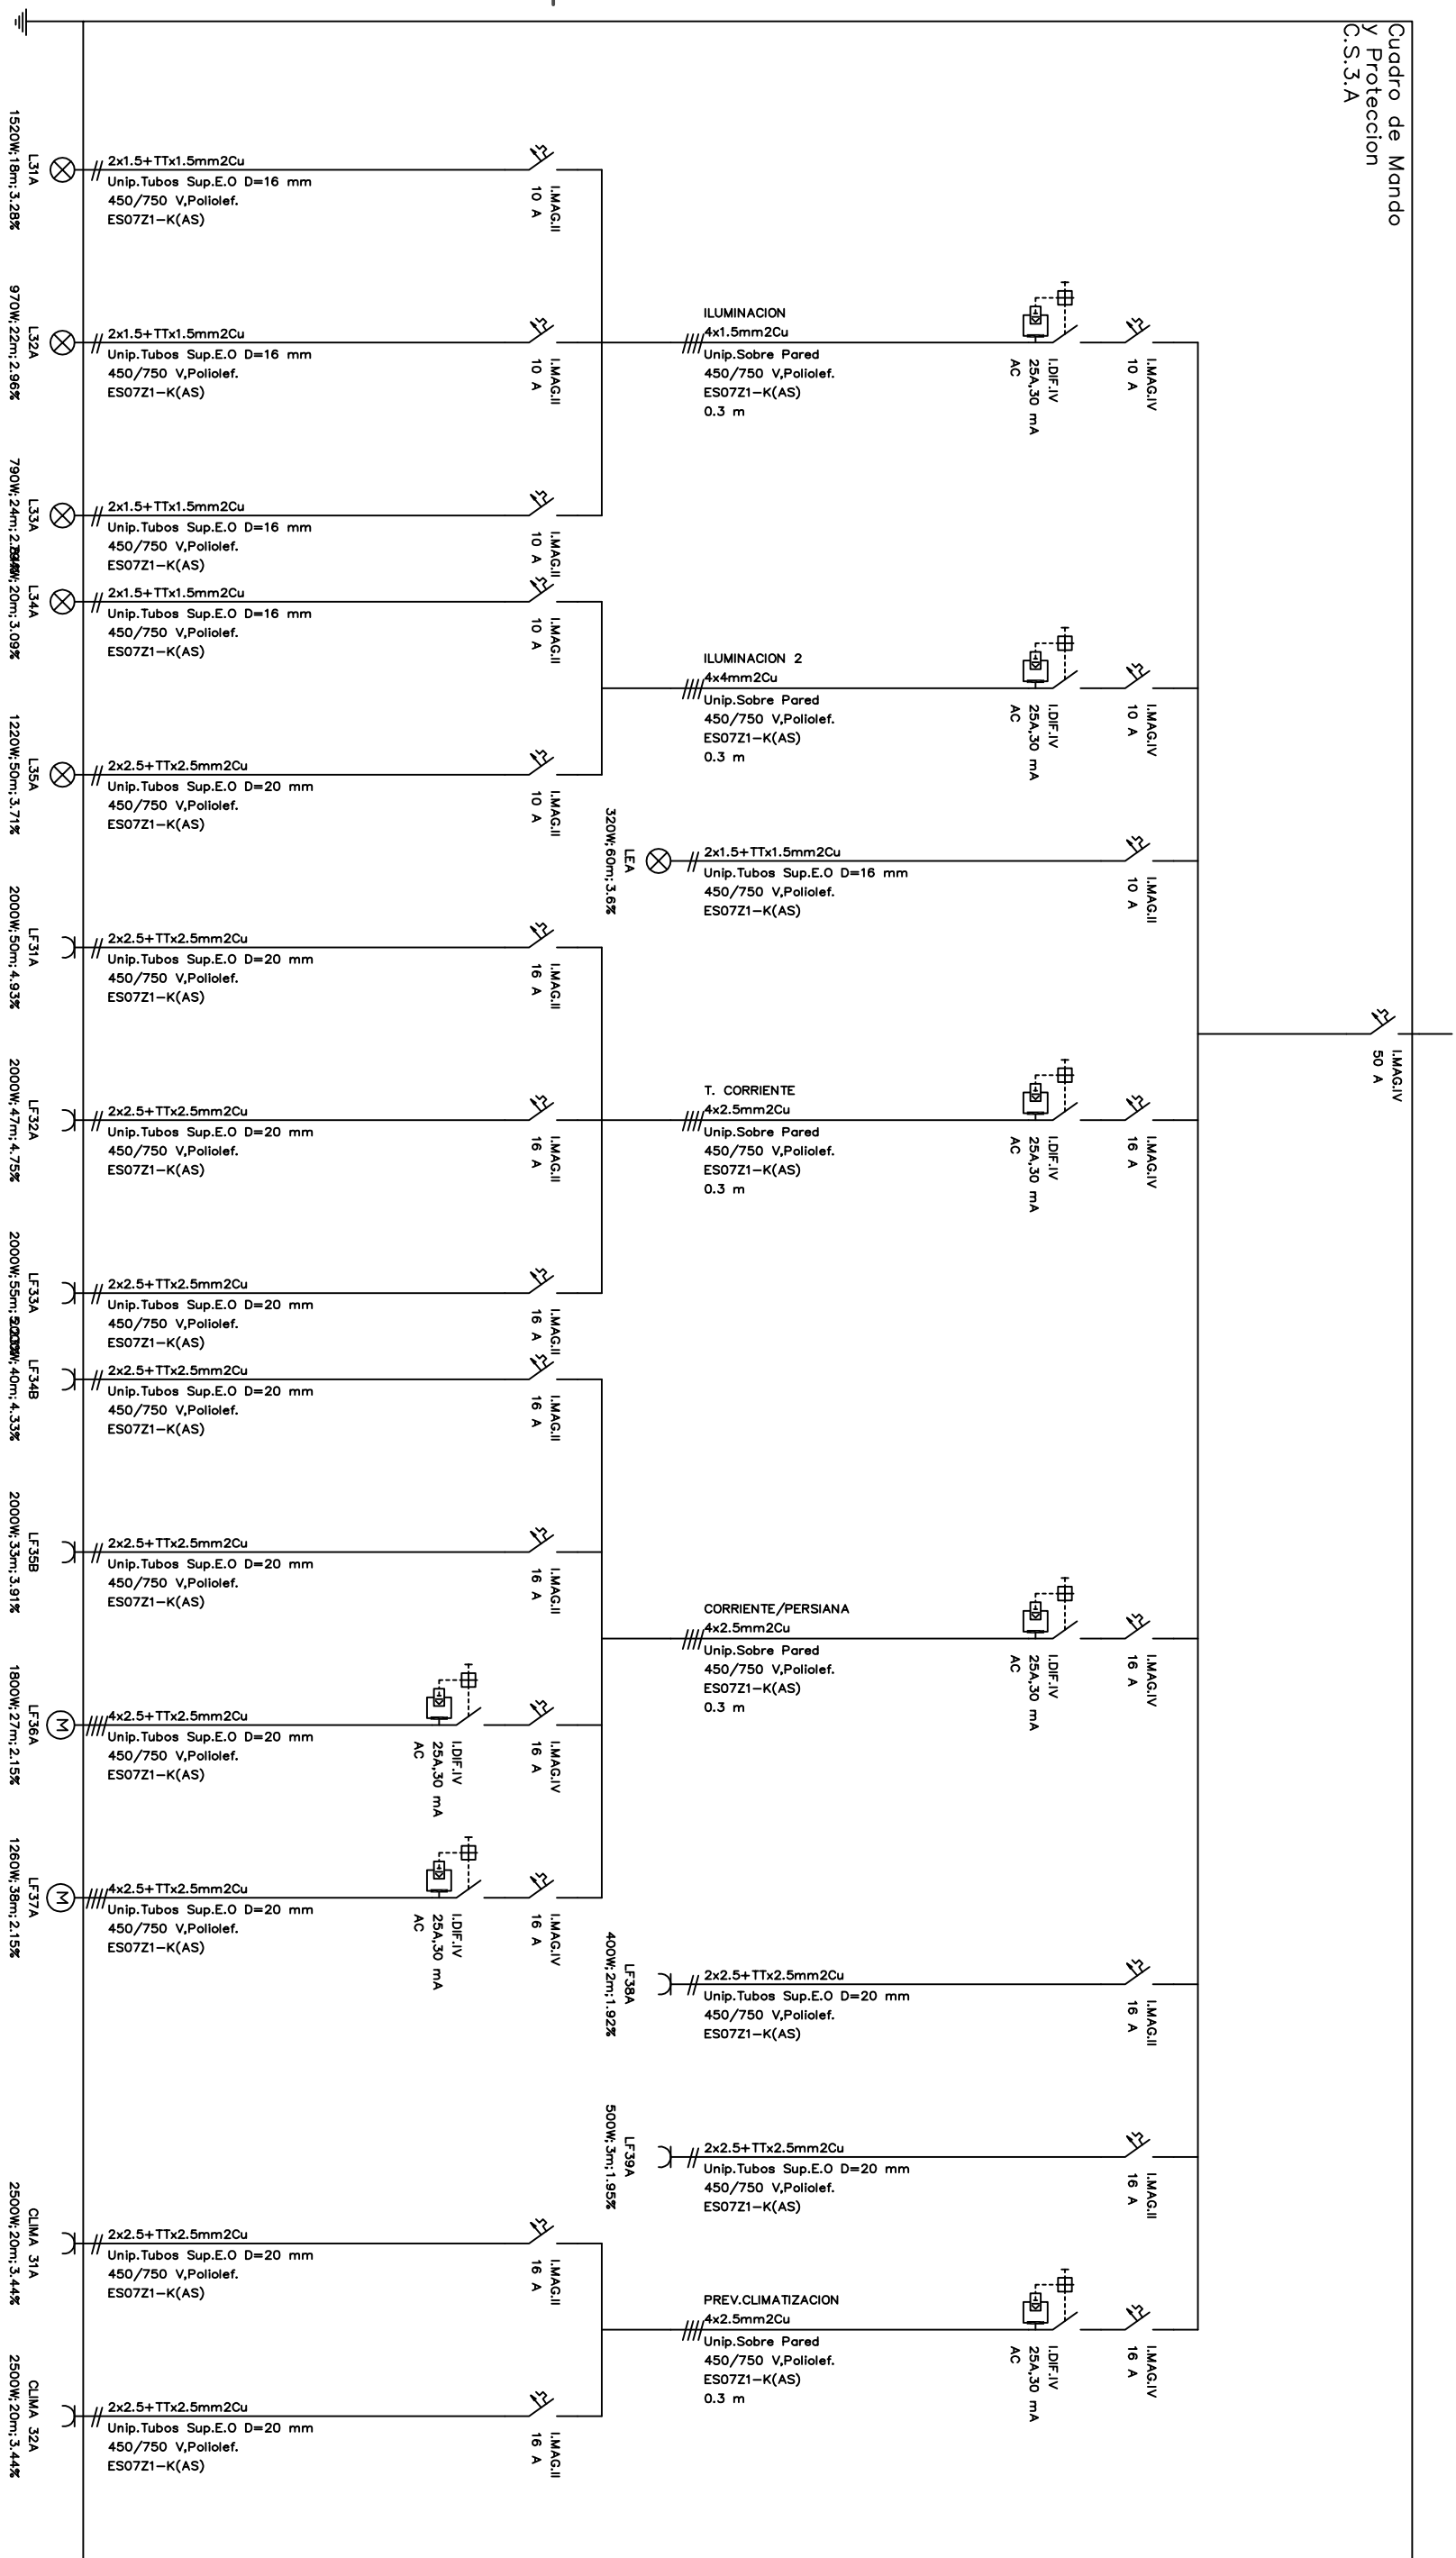 Cuadro de Mando
y Proteccion
C.S.3.A
I.MAG.IV
50 A
I.MAG.IV
10 A
I.DIF.IV
25A,30 mA
AC
ILUMINACION
4x1.5mm2Cu
Unip.Sobre Pared
450/750 V,Poliolef.
ES07Z1-K(AS)
0.3 m
I.MAG.II
10 A
2x1.5+TTx1.5mm2Cu
Unip.Tubos Sup.E.O D=16 mm
450/750 V,Poliolef.
ES07Z1-K(AS)
L31A
1520W;18m;3.28%
I.MAG.II
10 A
2x1.5+TTx1.5mm2Cu
Unip.Tubos Sup.E.O D=16 mm
450/750 V,Poliolef.
ES07Z1-K(AS)
L32A
970W;22m;2.96%
I.MAG.II
10 A
2x1.5+TTx1.5mm2Cu
Unip.Tubos Sup.E.O D=16 mm
450/750 V,Poliolef.
ES07Z1-K(AS)
L33A
790W;24m;
I.MAG.IV
10 A
I.DIF.IV
25A,30 mA
AC
ILUMINACION 2
4x4mm2Cu
Unip.Sobre Pared
450/750 V,Poliolef.
ES07Z1-K(AS)
0.3 m
I.MAG.II
10 A
2x1.5+TTx1.5mm2Cu
Unip.Tubos Sup.E.O D=16 mm
450/750 V,Poliolef.
ES07Z1-K(AS)
L34A
20m;3.09%
I.MAG.II
10 A
2x2.5+TTx2.5mm2Cu
Unip.Tubos Sup.E.O D=20 mm
450/750 V,Poliolef.
ES07Z1-K(AS)
L35A
1220W;50m;3.71%
I.MAG.II
10 A
2x1.5+TTx1.5mm2Cu
Unip.Tubos Sup.E.O D=16 mm
450/750 V,Poliolef.
ES07Z1-K(AS)
LEA
320W;60m;3.6%
I.MAG.IV
16 A
I.DIF.IV
25A,30 mA
AC
T. CORRIENTE
4x2.5mm2Cu
Unip.Sobre Pared
450/750 V,Poliolef.
ES07Z1-K(AS)
0.3 m
I.MAG.II
16 A
2x2.5+TTx2.5mm2Cu
Unip.Tubos Sup.E.O D=20 mm
450/750 V,Poliolef.
ES07Z1-K(AS)
LF31A
2000W;50m;4.93%
I.MAG.II
16 A
2x2.5+TTx2.5mm2Cu
Unip.Tubos Sup.E.O D=20 mm
450/750 V,Poliolef.
ES07Z1-K(AS)
LF32A
2000W;47m;4.75%
I.MAG.II
16 A
2x2.5+TTx2.5mm2Cu
Unip.Tubos Sup.E.O D=20 mm
450/750 V,Poliolef.
ES07Z1-K(AS)
LF33A
2000W;55m;
I.MAG.IV
16 A
I.DIF.IV
25A,30 mA
AC
CORRIENTE/PERSIANA
4x2.5mm2Cu
Unip.Sobre Pared
450/750 V,Poliolef.
ES07Z1-K(AS)
0.3 m
I.MAG.II
16 A
2x2.5+TTx2.5mm2Cu
Unip.Tubos Sup.E.O D=20 mm
450/750 V,Poliolef.
ES07Z1-K(AS)
LF34B
40m;4.33%
I.MAG.II
16 A
2x2.5+TTx2.5mm2Cu
Unip.Tubos Sup.E.O D=20 mm
450/750 V,Poliolef.
ES07Z1-K(AS)
LF35B
2000W;33m;3.91%
I.MAG.IV
16 A
I.DIF.IV
25A,30 mA
AC
4x2.5+TTx2.5mm2Cu
Unip.Tubos Sup.E.O D=20 mm
450/750 V,Poliolef.
ES07Z1-K(AS)
M
LF36A
1800W;27m;2.15%
I.MAG.IV
16 A
I.DIF.IV
25A,30 mA
AC
4x2.5+TTx2.5mm2Cu
Unip.Tubos Sup.E.O D=20 mm
450/750 V,Poliolef.
ES07Z1-K(AS)
M
LF37A
1260W;38m;2.15%
I.MAG.II
16 A
2x2.5+TTx2.5mm2Cu
Unip.Tubos Sup.E.O D=20 mm
450/750 V,Poliolef.
ES07Z1-K(AS)
LF38A
400W;2m;1.92%
I.MAG.II
16 A
2x2.5+TTx2.5mm2Cu
Unip.Tubos Sup.E.O D=20 mm
450/750 V,Poliolef.
ES07Z1-K(AS)
LF39A
500W;3m;1.95%
I.MAG.IV
16 A
I.DIF.IV
25A,30 mA
AC
PREV.CLIMATIZACION
4x2.5mm2Cu
Unip.Sobre Pared
450/750 V,Poliolef.
ES07Z1-K(AS)
0.3 m
I.MAG.II
16 A
2x2.5+TTx2.5mm2Cu
Unip.Tubos Sup.E.O D=20 mm
450/750 V,Poliolef.
ES07Z1-K(AS)
CLIMA 31A
2500W;20m;3.44%
I.MAG.II
16 A
2x2.5+TTx2.5mm2Cu
Unip.Tubos Sup.E.O D=20 mm
450/750 V,Poliolef.
ES07Z1-K(AS)
CLIMA 32A
2500W;20m;3.44%